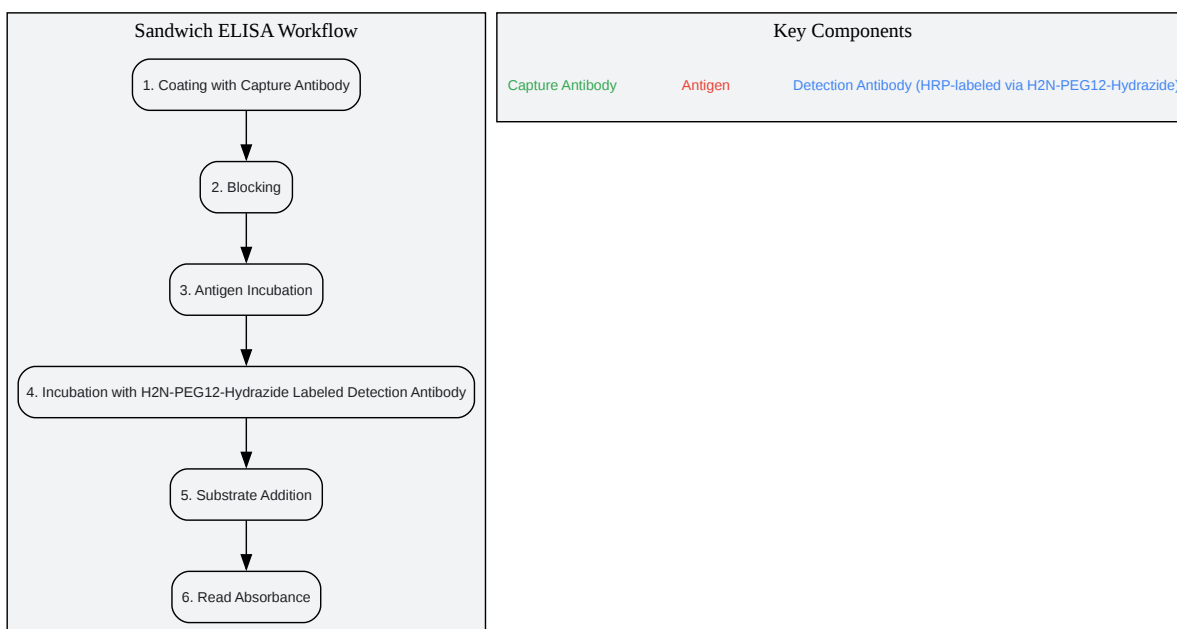 Sandwich ELISA Workflow
1. Coating with Capture Antibody
2. Blocking
3. Antigen Incubation
4. Incubation with H2N-PEG12-Hydrazide Labeled Detection Antibody
5. Substrate Addition
6. Read Absorbance
Key Components
Capture Antibody
Antigen
Detection Antibody (HRP-labeled via H2N-PEG12-Hydrazide)